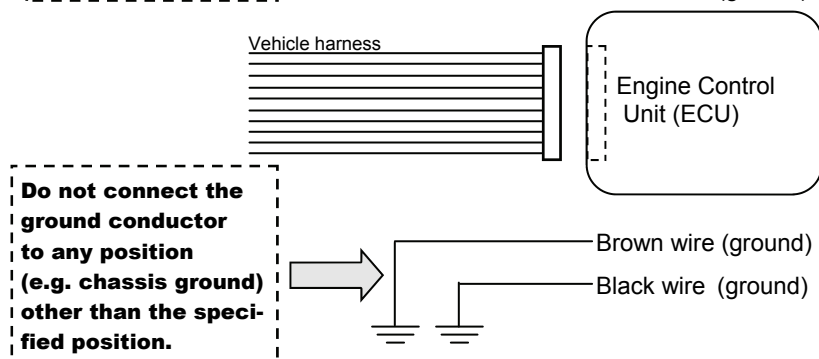 Vehicle harness
Engine Control
Unit (ECU)
Do not connect the
ground conductor
to any position
(e.g. chassis ground)
other than the speci-
fied position.
Brown wire (ground)
Black wire (ground)